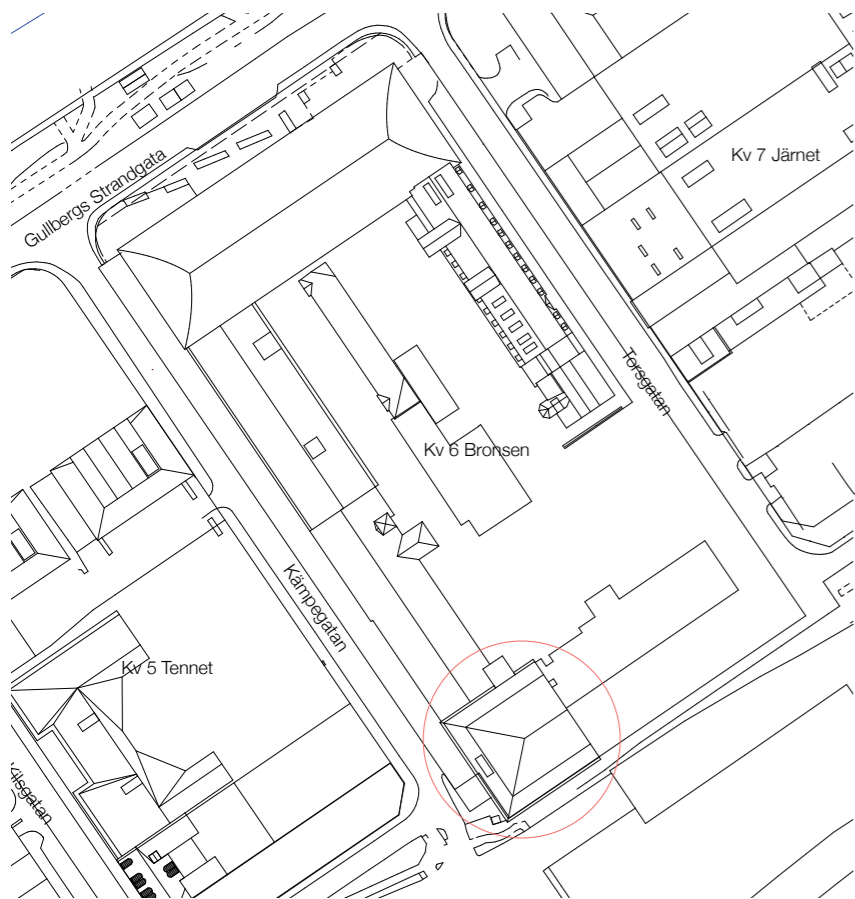 Kv 7 Järnet
Gullbergs Strandgata
Torsgatan
Kv 6 Bronsen
Kämpegatan
Kv 5 Tennet